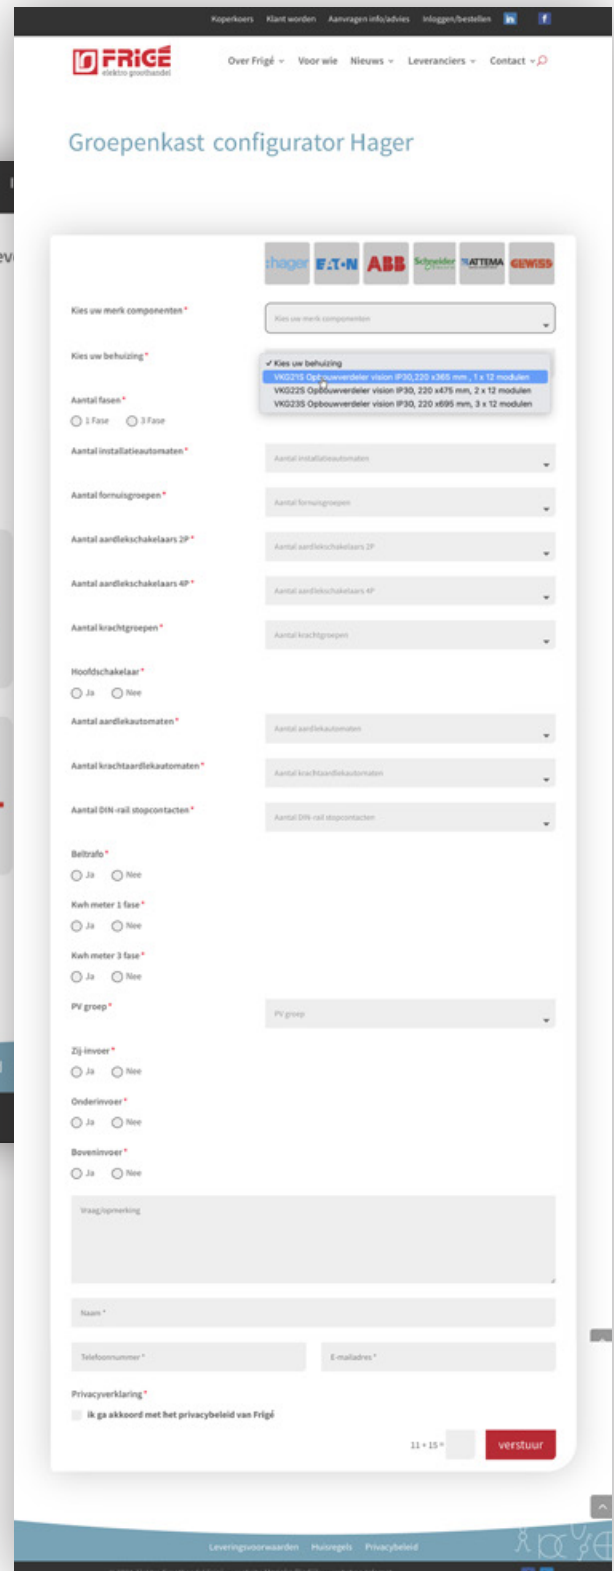 Koperkoers Klant worden Aanvragen info/advies Inloggen/bestellen in f
FRIGÉ
elektro groothandel
Over Frigé Voor wie Nieuws Leveranciers Contact
Groepenkast configurator Hager
:hager EATON ABB Schneider ATTEMA GEWISS
Kies uw merk componenten *
Kies uw merk componenten
Kies uw behuizing *
✓ Kies uw behuizing
VKG21S Opbouwverdeler vision IP30,220 x365 mm , 1 x 12 modulen
VKG22S Opbouwverdeler vision IP30, 220 x475 mm, 2 x 12 modulen
VKG23S Opbouwverdeler vision IP30, 220 x695 mm, 3 x 12 modulen
Aantal fasen *
1 Fase 3 Fase
Aantal installatieautomaten *
Aantal installatieautomaten
Aantal fornuisgroepen *
Aantal fornuisgroepen
Aantal aardlekschakelaars 2P *
Aantal aardlekschakelaars 2P
Aantal aardlekschakelaars 4P *
Aantal aardlekschakelaars 4P
Aantal krachtgroepen *
Aantal krachtgroepen
Hoofdschakelaar *
Ja Nee
Aantal aardlekautomaten *
Aantal aardlekautomaten
Aantal krachtaardlekautomaten *
Aantal krachtaardlekautomaten
Aantal DIN-rail stopcontacten *
Aantal DIN-rail stopcontacten
Beltrafo *
Ja Nee
Kwh meter 1 fase *
Ja Nee
Kwh meter 3 fase *
Ja Nee
PV groep *
PV groep
Zij-invoer *
Ja Nee
Onderinvoer *
Ja Nee
Boveninvoer *
Ja Nee
Vraag/opmerking
Naam *
Telefoonnummer * E-mailadres *
Privacyverklaring *
ik ga akkoord met het privacybeleid van Frigé
11 + 15 = verstuur
Leveringsvoorwaarden Huisregels Privacybeleid